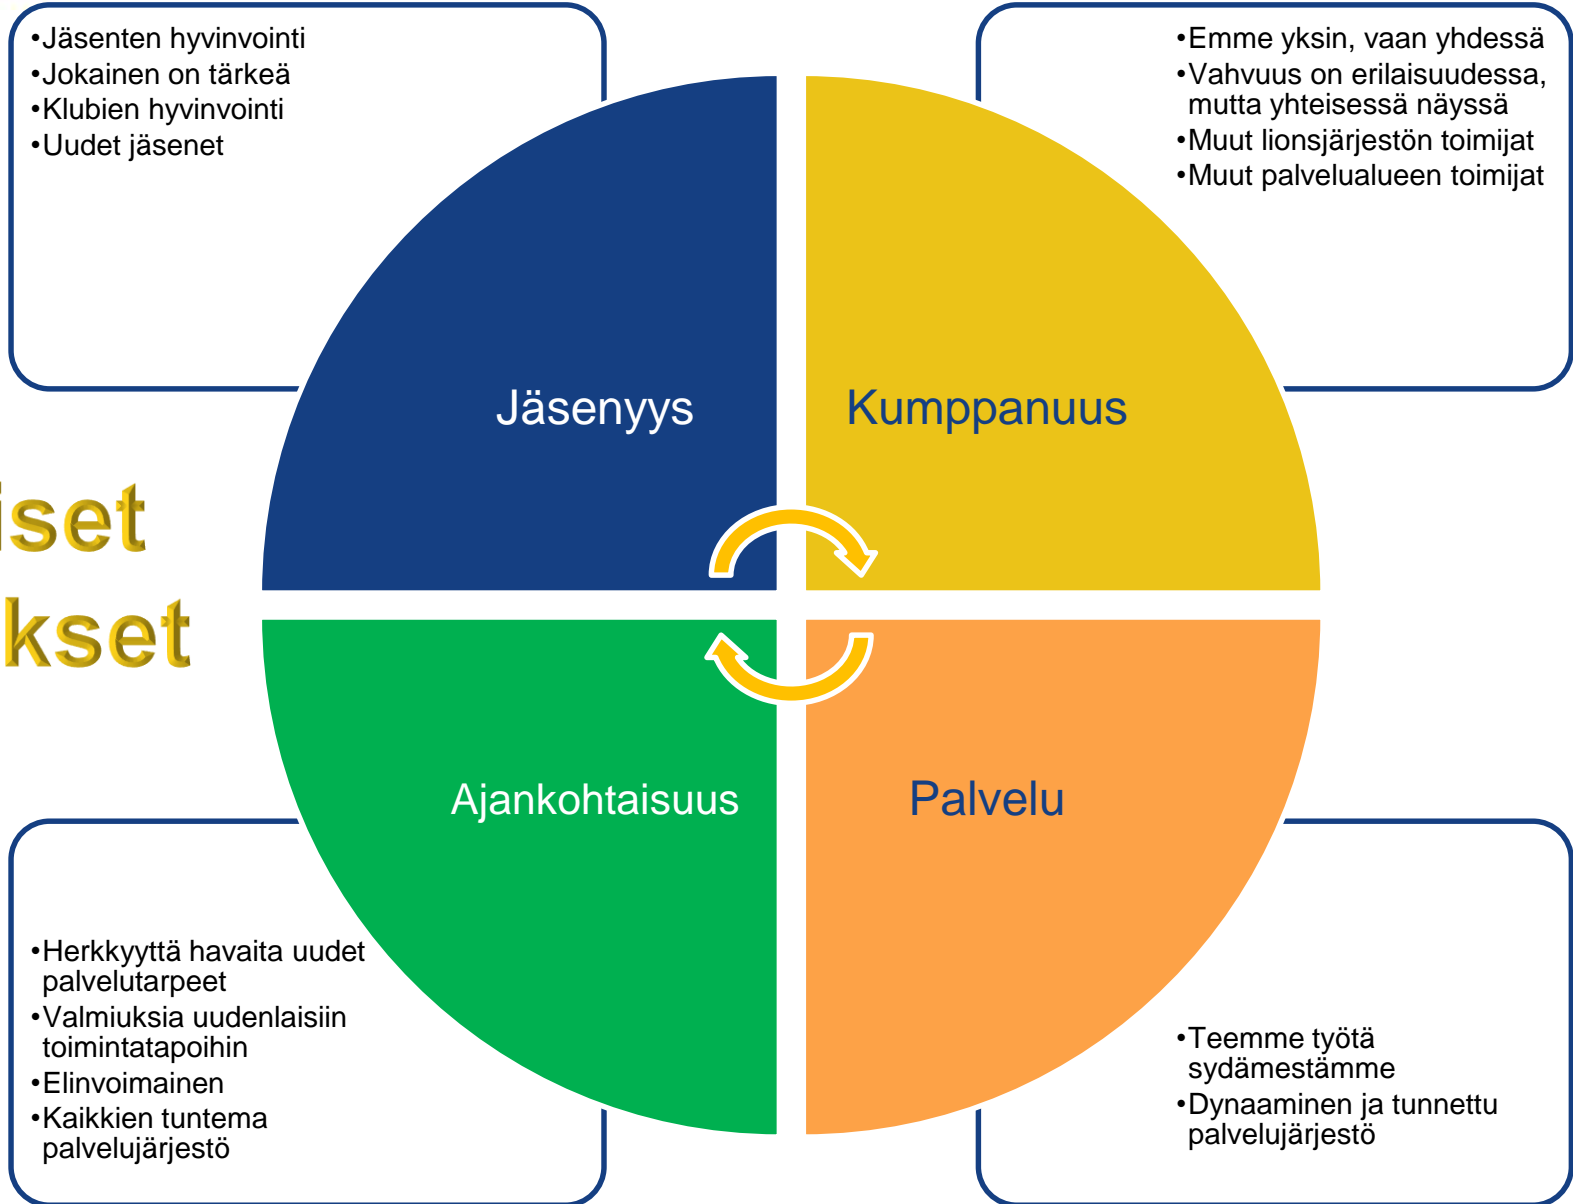 •Jäsenten hyvinvointi
•Jokainen on tärkeä
•Klubien hyvinvointi
•Uudet jäsenet
•Emme yksin, vaan yhdessä
•Vahvuus on erilaisuudessa,
mutta yhteisessä näyssä
•Muut lionsjärjestön toimijat
•Muut palvelualueen toimijat
Jäsenyys
Kumppanuus
iset
kset
Ajankohtaisuus
Palvelu
•Herkkyyttä havaita uudet
palvelutarpeet
•Valmiuksia uudenlaisiin
toimintatapoihin
•Elinvoimainen
•Kaikkien tuntema
palvelujärjestö
•Teemme työtä
sydämestämme
•Dynaaminen ja tunnettu
palvelujärjestö